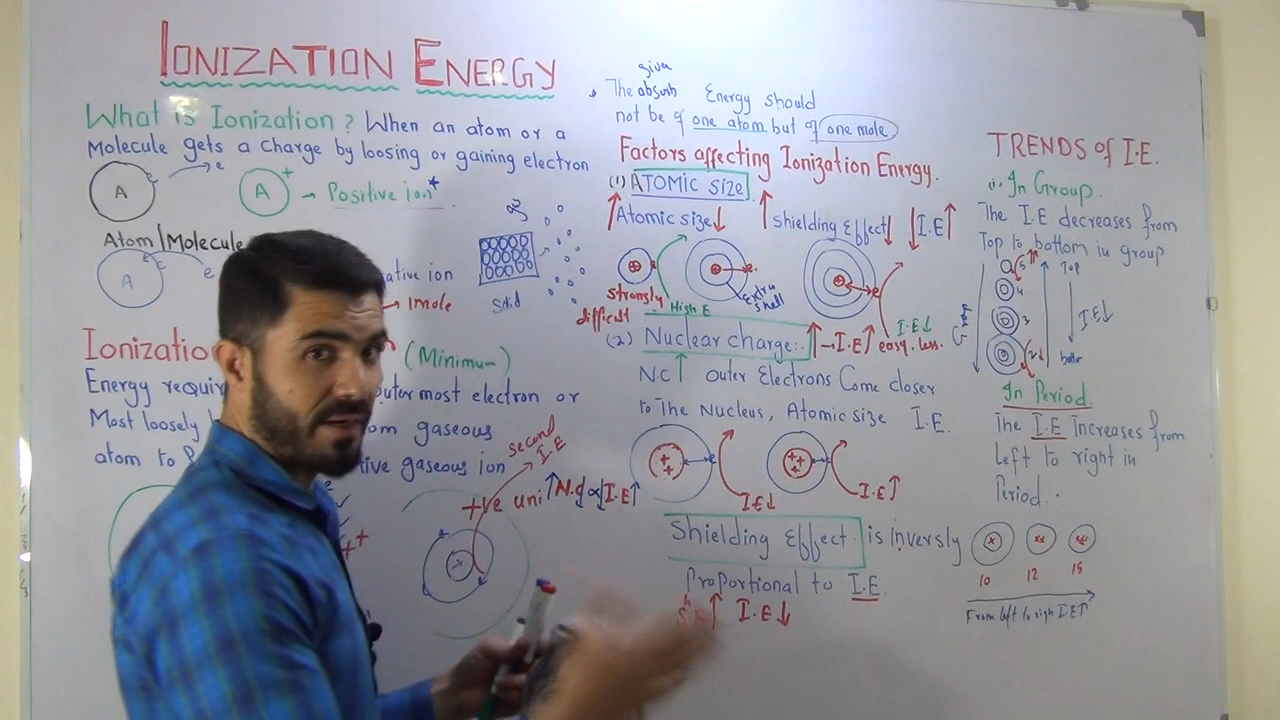 IONIZATION ENERGY
What is Ionization? When an atom or a
Molecule gets a charge by loosing or gaining electron
A e → e
A + - Positive ion
Atom/Molecule
A e e
ative ion
Solid
1mole
Ionizatio
(Minimum)
Energy requir outermost electron or
Most loosely om gaseous
atom to tive gaseous ion
second
I.E
+ve uni
↑N.C ∝ I.E↑
given
The absorb Energy should
not be of one atom but of one mole
Factors affecting Ionization Energy.
(1) ATOMIC SIZE
↑ Atomic size↓ ↑ Shielding Effect↓ ↓I.E↑
strongly
difficult
High E
extra
shell
I.E↓
easy. less.
(2) Nuclear charge:. ↑→I.E↑
N.C ↑ Outer Electrons Come closer
to The Nucleus, Atomic size I.E.
I.E↓
I.E↑
Shielding Effect. is inversly
Proportional to I.E.
I.E↓
TRENDS of I.E.
(i). In Group.
The I.E decreases from
Top to bottom in group
5
4
3
2↓
Top
I.E↓
In Period.
The I.E Increases from
Left to right in
Period..
10 12 15
From left to right I.E↑